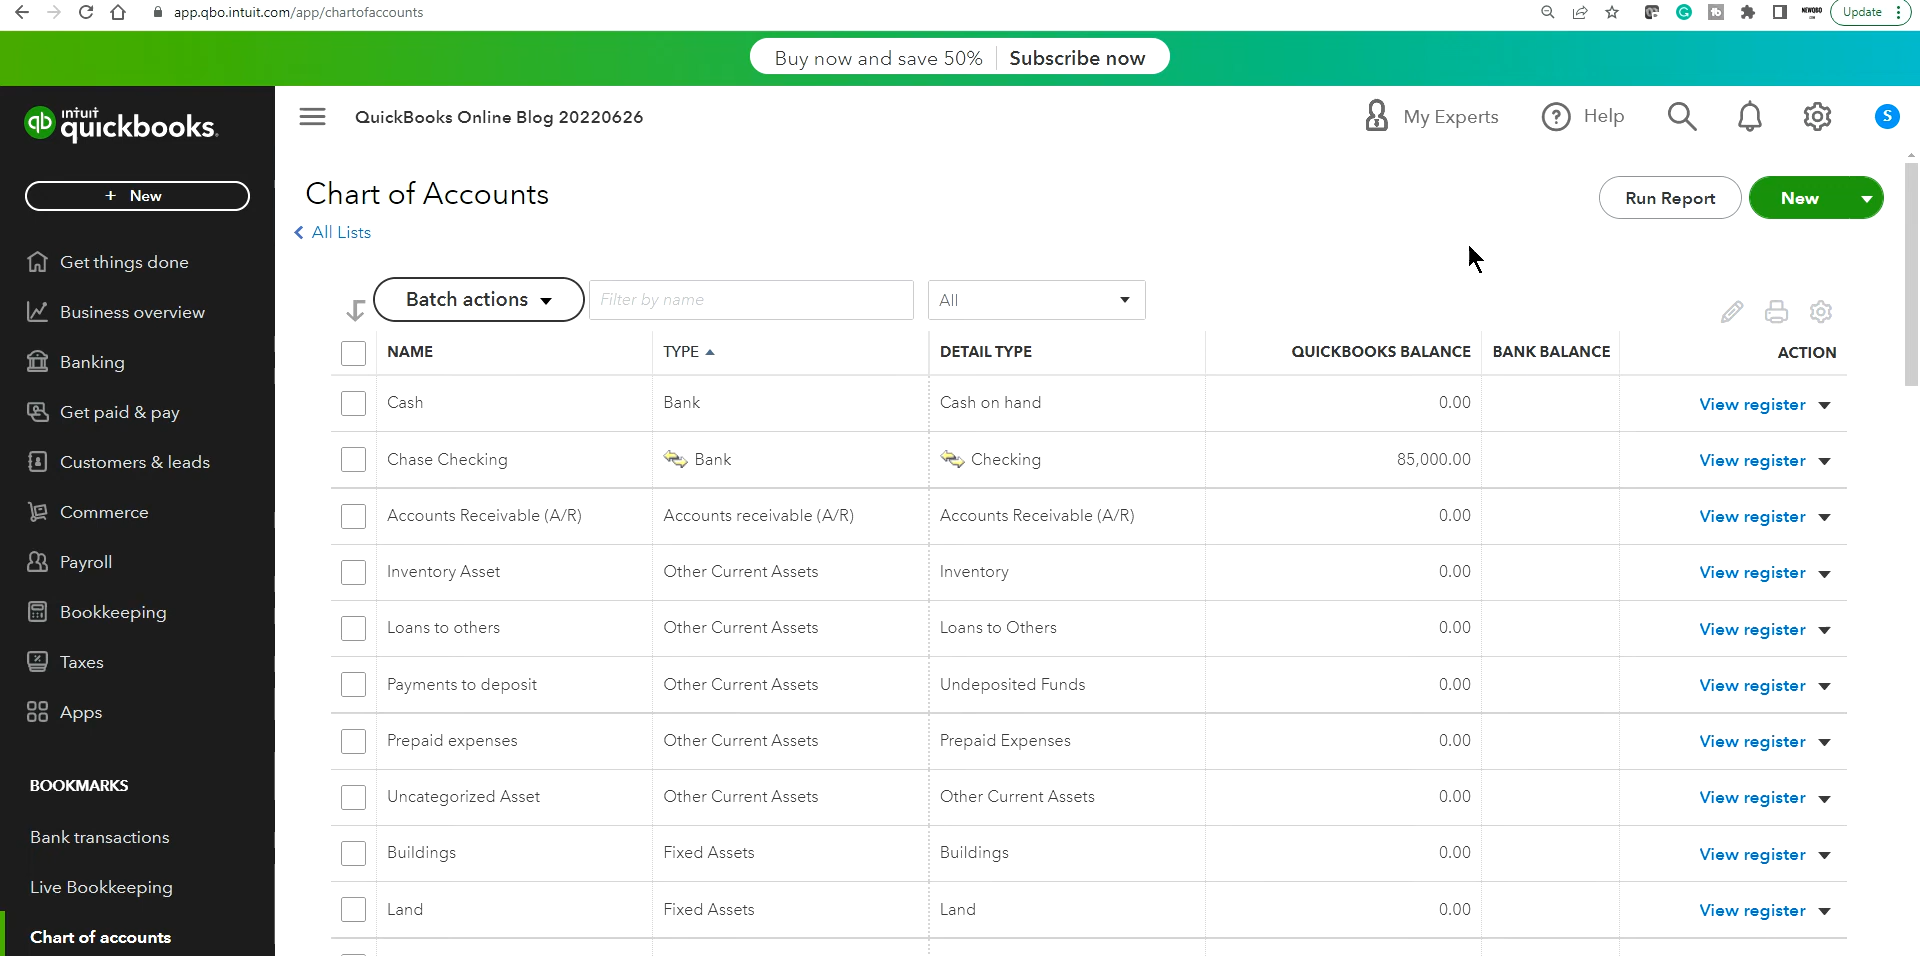 app.qbo.intuit.com/app/chartofaccounts
Update
Buy now and save 50% Subscribe now
intuit
quickbooks.
QuickBooks Online Blog 20220626
My Experts
Help
S
+ New
Get things done
Business overview
Banking
Get paid & pay
Customers & leads
Commerce
Payroll
Bookkeeping
Taxes
Apps
BOOKMARKS
Bank transactions
Live Bookkeeping
Chart of accounts
Chart of Accounts
All Lists
Run Report
New
Batch actions
Filter by name
All
NAME TYPE DETAIL TYPE QUICKBOOKS BALANCE BANK BALANCE ACTION
Cash Bank Cash on hand 0.00 View register
Chase Checking Bank Checking 85,000.00 View register
Accounts Receivable (A/R) Accounts receivable (A/R) Accounts Receivable (A/R) 0.00 View register
Inventory Asset Other Current Assets Inventory 0.00 View register
Loans to others Other Current Assets Loans to Others 0.00 View register
Payments to deposit Other Current Assets Undeposited Funds 0.00 View register
Prepaid expenses Other Current Assets Prepaid Expenses 0.00 View register
Uncategorized Asset Other Current Assets Other Current Assets 0.00 View register
Buildings Fixed Assets Buildings 0.00 View register
Land Fixed Assets Land 0.00 View register